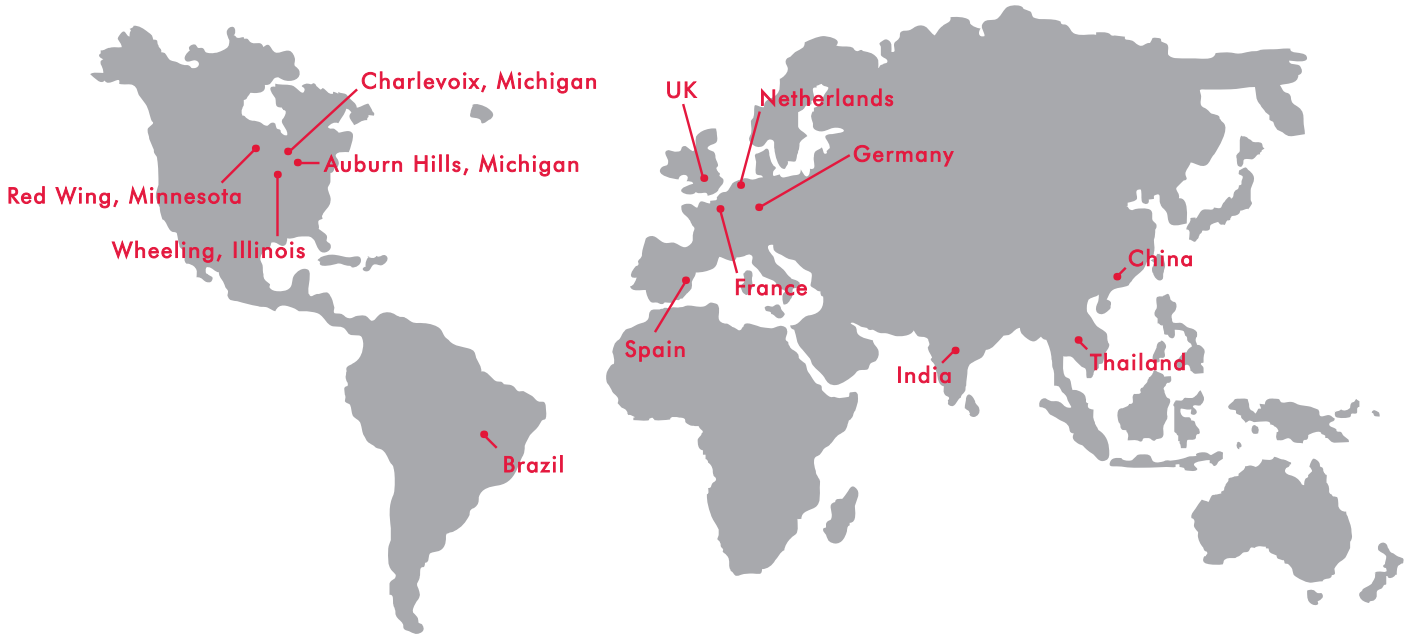 Charlevoix, Michigan
UK
Netherlands
Auburn Hills, Michigan
Germany
Red Wing, Minnesota
Wheeling, Illinois
China
France
Spain
Thailand
India
Brazil